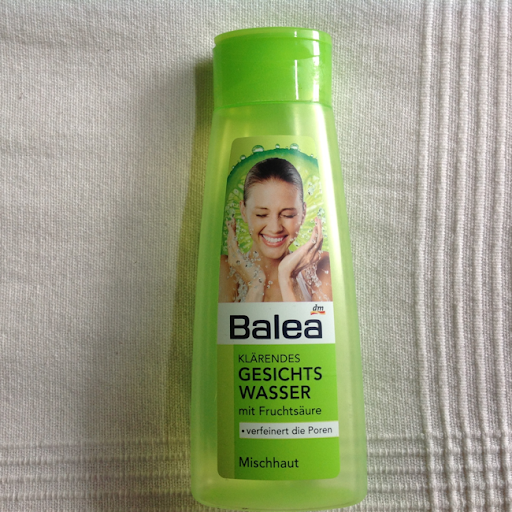 dm
Balea
KLÄRENDES
GESICHTS
WASSER
mit Fruchtsäure
• verfeinert die Poren
Mischhaut